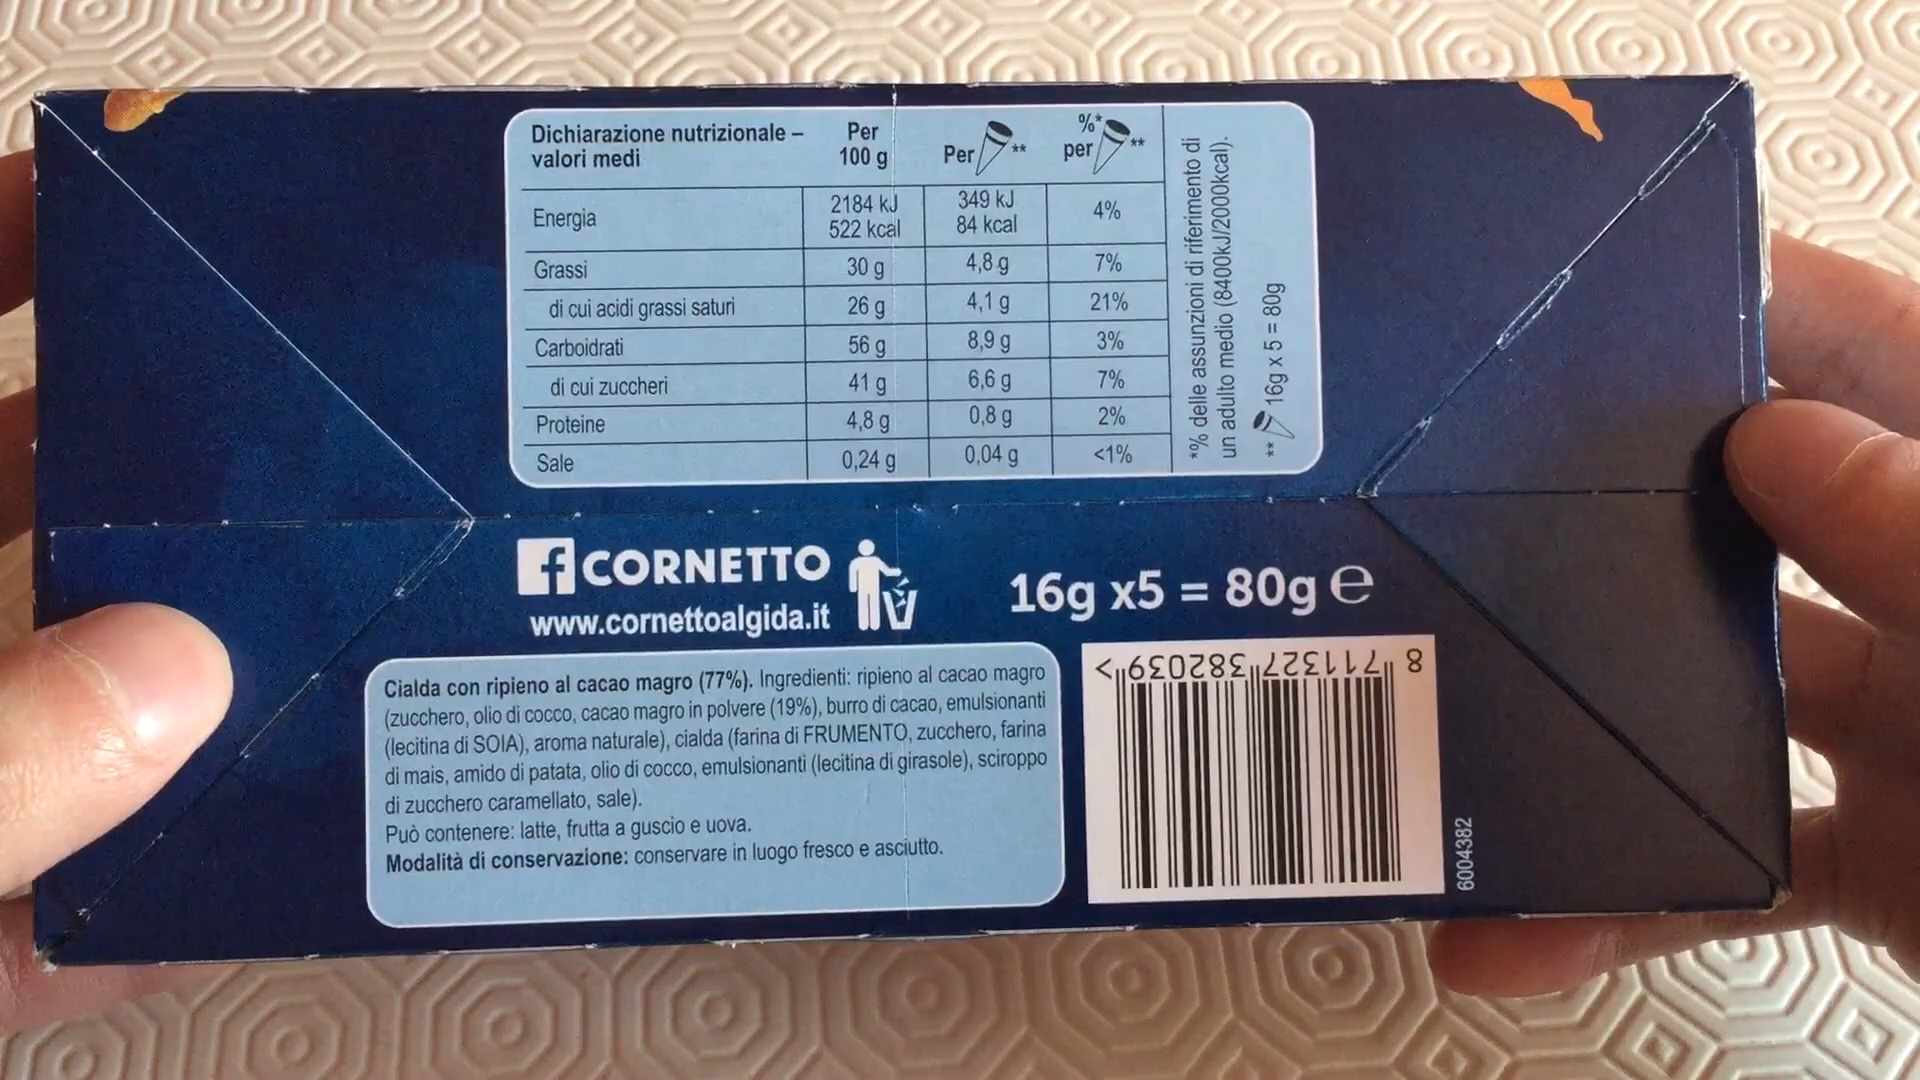 Dichiarazione nutrizionale – valori medi Per 100 g Per ** %* per **
Energia 2184 kJ 522 kcal 349 kJ 84 kcal 4%
Grassi 30 g 4,8 g 7%
di cui acidi grassi saturi 26 g 4,1 g 21%
Carboidrati 56 g 8,9 g 3%
di cui zuccheri 41 g 6,6 g 7%
Proteine 4,8 g 0,8 g 2%
Sale 0,24 g 0,04 g <1%
*% delle assunzioni di riferimento di
un adulto medio (8400kJ/2000kcal).
** 16g x 5 = 80g
f CORNETTO
www.cornettoalgida.it
16g x5 = 80g e
Cialda con ripieno al cacao magro (77%). Ingredienti: ripieno al cacao magro
(zucchero, olio di cocco, cacao magro in polvere (19%), burro di cacao, emulsionanti
(lecitina di SOIA), aroma naturale), cialda (farina di FRUMENTO, zucchero, farina
di mais, amido di patata, olio di cocco, emulsionanti (lecitina di girasole), sciroppo
di zucchero caramellato, sale).
Può contenere: latte, frutta a guscio e uova.
Modalità di conservazione: conservare in luogo fresco e asciutto.
8 711327 382039 >
6004382